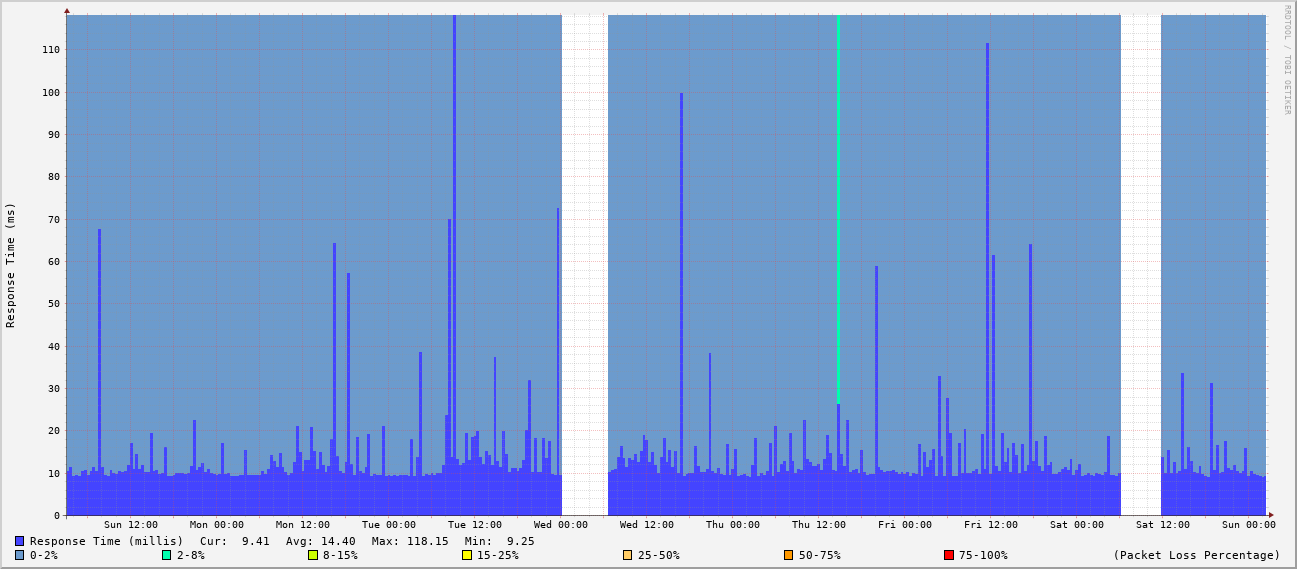 RRDTOOL / TOBI OETIKER
Response Time (ms)
110
100
90
80
70
60
50
40
30
20
10
0
Sun 12:00 Mon 00:00 Mon 12:00 Tue 00:00 Tue 12:00 Wed 00:00 Wed 12:00 Thu 00:00 Thu 12:00 Fri 00:00 Fri 12:00 Sat 00:00 Sat 12:00 Sun 00:00
Response Time (millis) Cur: 9.41 Avg: 14.40 Max: 118.15 Min: 9.25
0-2% 2-8% 8-15% 15-25% 25-50% 50-75% 75-100% (Packet Loss Percentage)